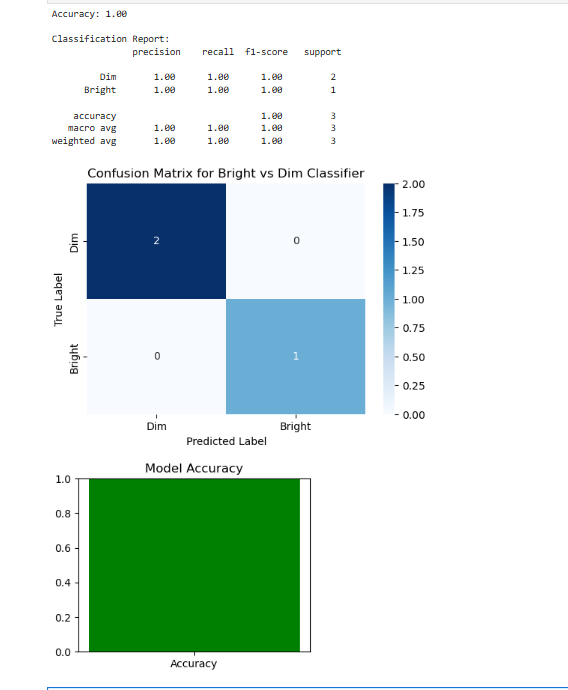 Accuracy: 1.00
Classification Report:
precision recall f1-score support
Dim 1.00 1.00 1.00 2
Bright 1.00 1.00 1.00 1
accuracy 1.00 3
macro avg 1.00 1.00 1.00 3
weighted avg 1.00 1.00 1.00 3
Confusion Matrix for Bright vs Dim Classifier
True Label
Dim
Bright
2 0
0 1
Dim Bright
Predicted Label
2.00
1.75
1.50
1.25
1.00
0.75
0.50
0.25
0.00
Model Accuracy
1.0
0.8
0.6
0.4
0.2
0.0
Accuracy